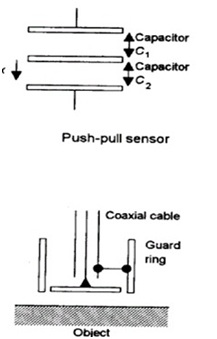 Capacitor
C1
Capacitor
C2
Push-pull sensor
Coaxial cable
Guard
ring
Object